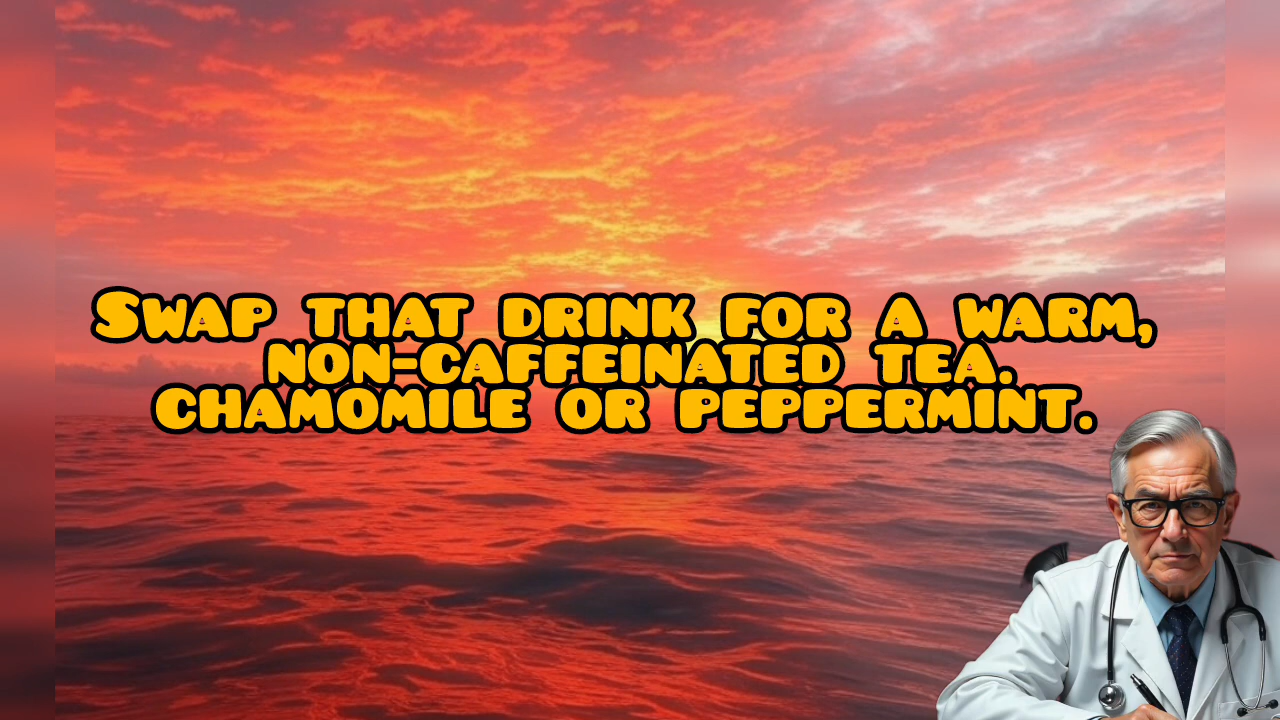 Swap that drink for a warm,
non-caffeinated tea.
chamomile or peppermint.